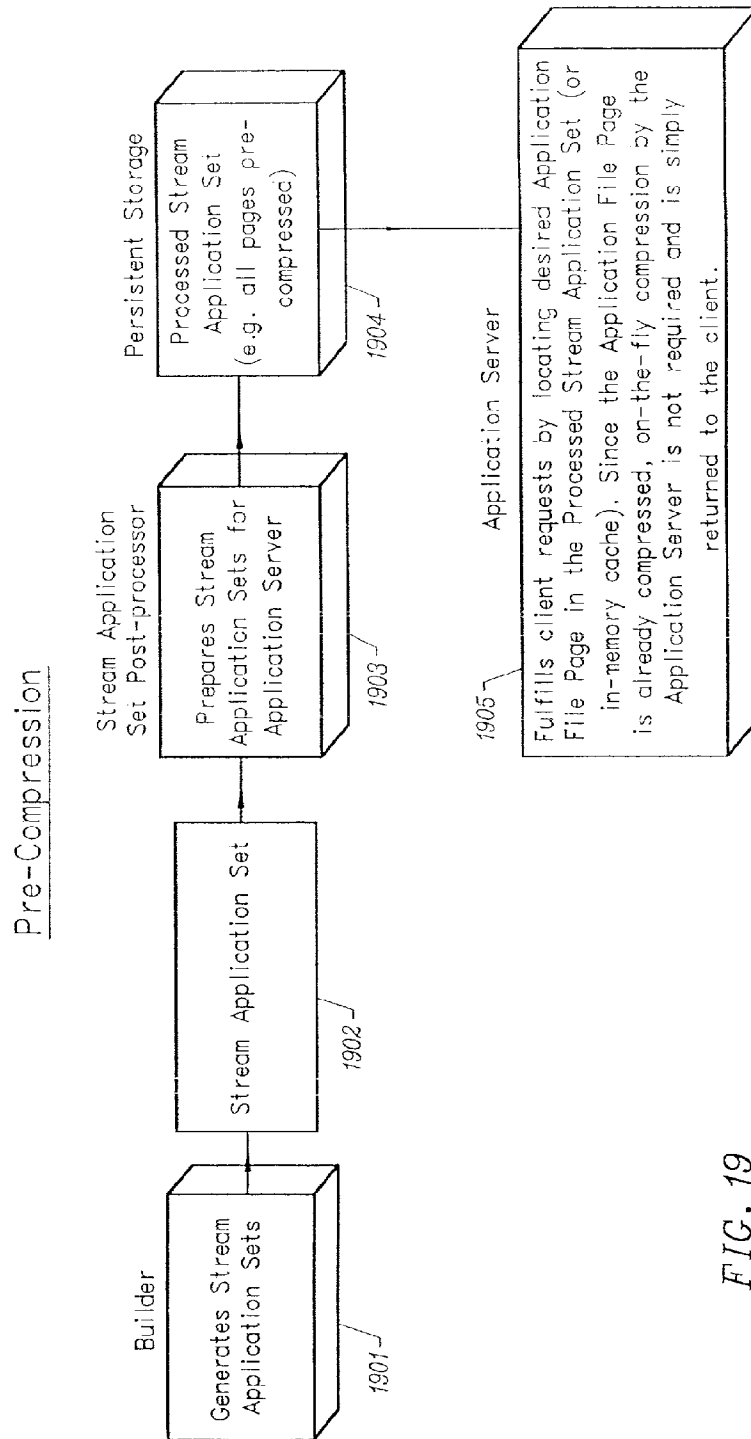 Pre-Compression
Builder
Generates Stream
Application Sets
1901
Stream Application Set
1902
Stream Application
Set Post-processor
Prepares Stream
Application Sets for
Application Server
1903
Persistent Storage
Processed Stream
Application Set
(e.g. all pages pre-
compressed)
1904
Application Server
1905
Fulfills client requests by locating desired Application
File Page in the Processed Stream Application Set (or
in-memory cache). Since the Application File Page
is already compressed, on-the-fly compression by the
Application Server is not required and is simply
returned to the client.
FIG. 19